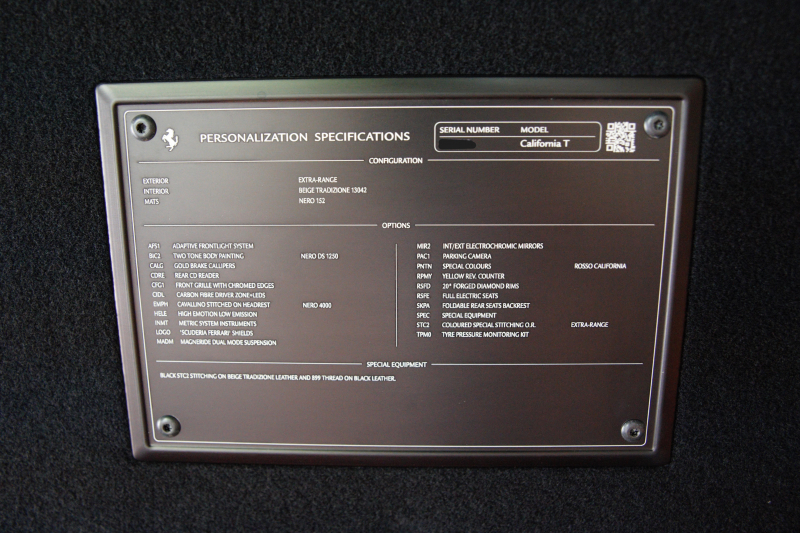 PERSONALIZATION SPECIFICATIONS
SERIAL NUMBER MODEL
California T
CONFIGURATION
EXTERIOR EXTRA-RANGE
INTERIOR BEIGE TRADIZIONE 13042
MATS NERO 152
OPTIONS
AFS1 ADAPTIVE FRONTLIGHT SYSTEM
BIC2 TWO TONE BODY PAINTING NERO DS 1250
CALG GOLD BRAKE CALLIPERS
CDRE REAR CD READER
CFG1 FRONT GRILLE WITH CHROMED EDGES
CIDL CARBON FIBRE DRIVER ZONE+LEDS
EMPH CAVALLINO STITCHED ON HEADREST NERO 4000
HELE HIGH EMOTION LOW EMISSION
INMT METRIC SYSTEM INSTRUMENTS
LOGO 'SCUDERIA FERRARI' SHIELDS
MADM MAGNERIDE DUAL MODE SUSPENSION
MIR2 INT/EXT ELECTROCHROMIC MIRRORS
PAC1 PARKING CAMERA
PNTN SPECIAL COLOURS ROSSO CALIFORNIA
RPMY YELLOW REV. COUNTER
RSFD 20" FORGED DIAMOND RIMS
RSFE FULL ELECTRIC SEATS
SKPA FOLDABLE REAR SEATS BACKREST
SPEC SPECIAL EQUIPMENT
STC2 COLOURED SPECIAL STITCHING O.R. EXTRA-RANGE
TPM0 TYRE PRESSURE MONITORING KIT
SPECIAL EQUIPMENT
BLACK STC2 STITCHING ON BEIGE TRADIZIONE LEATHER AND 899 THREAD ON BLACK LEATHER.